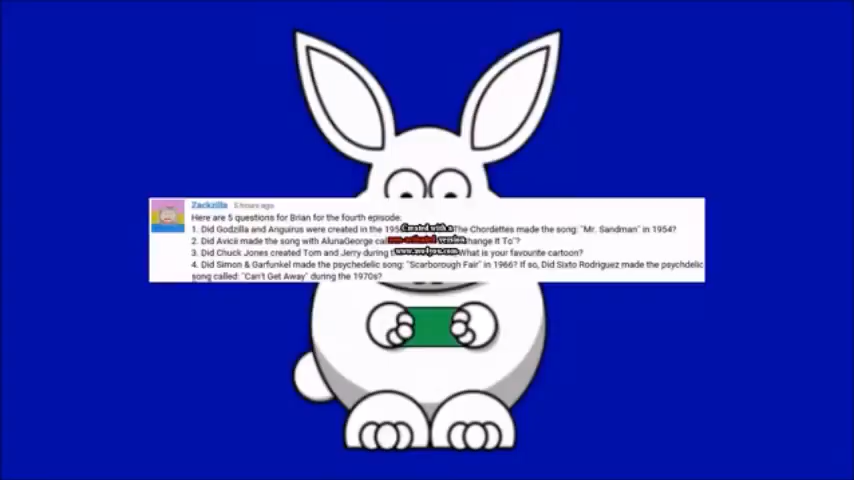 Zackzilla 5 hours ago
Here are 5 questions for Brian for the fourth episode:
1. Did Godzilla and Anguirus were created in the The Chordettes made the song: "Mr. Sandman" in 1954?
2. Did Avicii made the song with AlunaGeorge change It To"?
3. Did Chuck Jones created Tom and Jerry during What is your favourite cartoon?
4. Did Simon & Garfunkel made the psychedelic song: "Scarborough Fair" in 1966? If so, Did Sixto Rodriguez made the psychdelic
song called: "Can't Get Away" during the 1970s?
Created with a
version